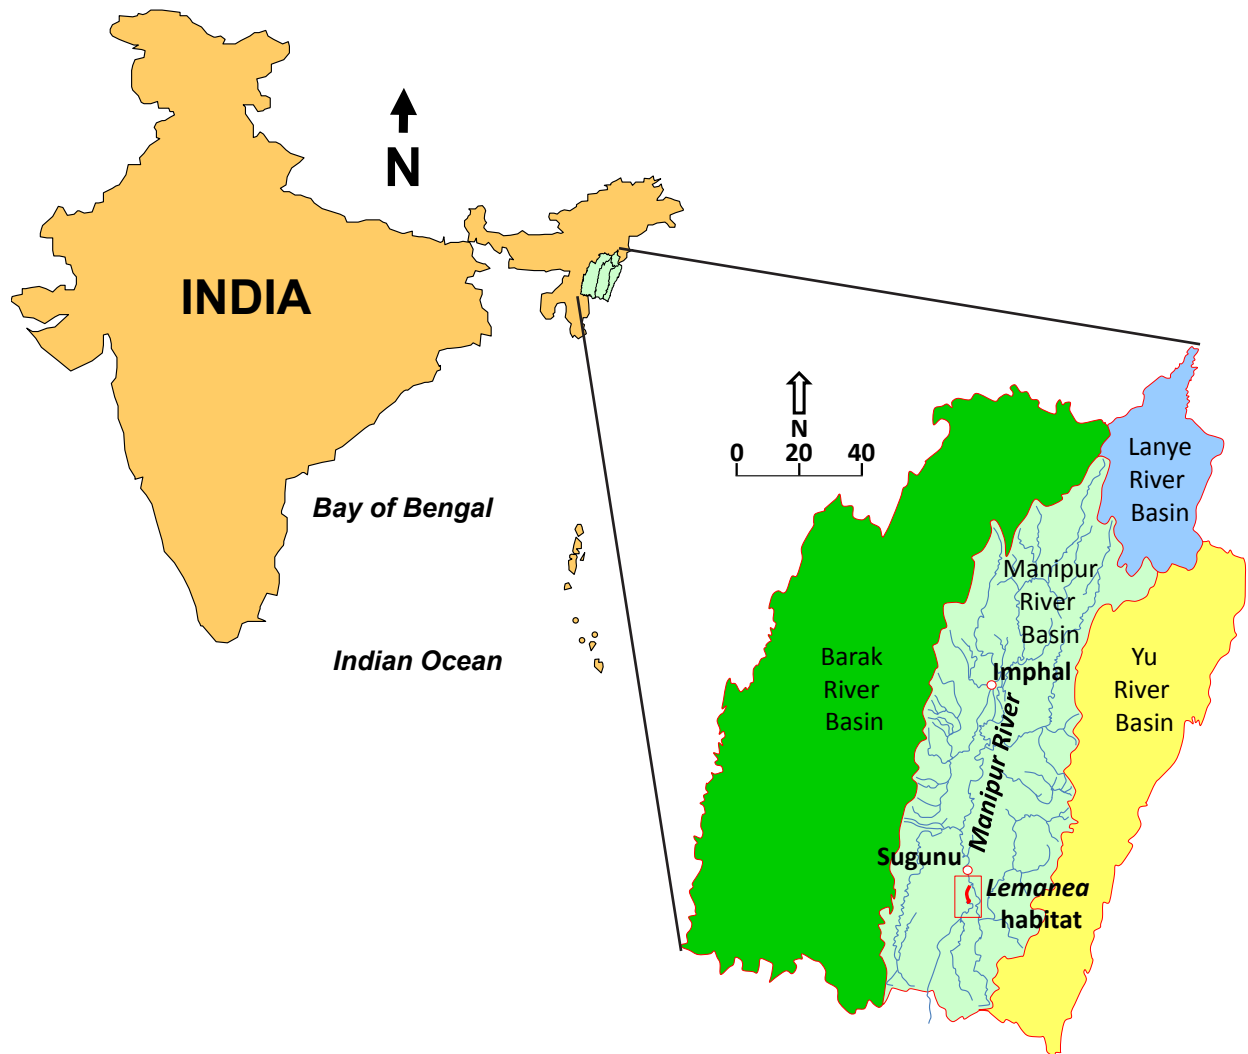 N
INDIA
Bay of Bengal
Indian Ocean
N
0 20 40
Lanye
River
Basin
Manipur
River
Basin
Barak
River
Basin
Yu
River
Basin
Imphal
Manipur River
Sugunu
Lemanea
habitat